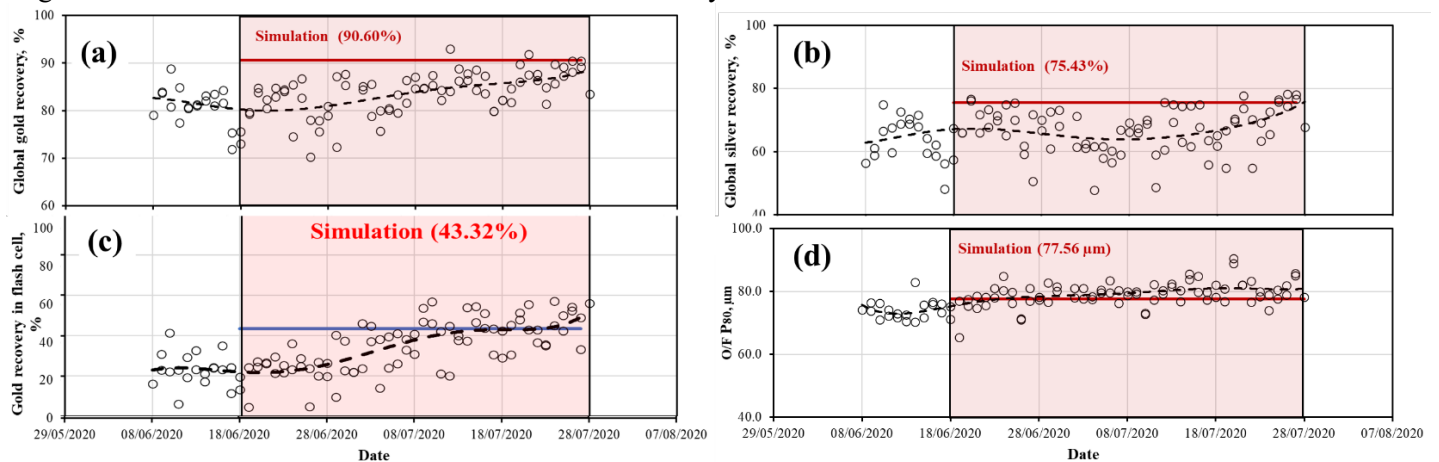 (a)
Simulation (90.60%)
Global gold recovery, %
100
90
80
70
60
(b)
Simulation (75.43%)
Global silver recovery, %
100
80
60
40
(c)
Simulation (43.32%)
Gold recovery in flash cell,
%
100
80
60
40
20
0
29/05/2020 08/06/2020 18/06/2020 28/06/2020 08/07/2020 18/07/2020 28/07/2020 07/08/2020
Date
(d)
Simulation (77.56 µm)
O/F P80, µm
100.0
80.0
60.0
40.0
29/05/2020 08/06/2020 18/06/2020 28/06/2020 08/07/2020 18/07/2020 28/07/2020 07/08/2020
Date